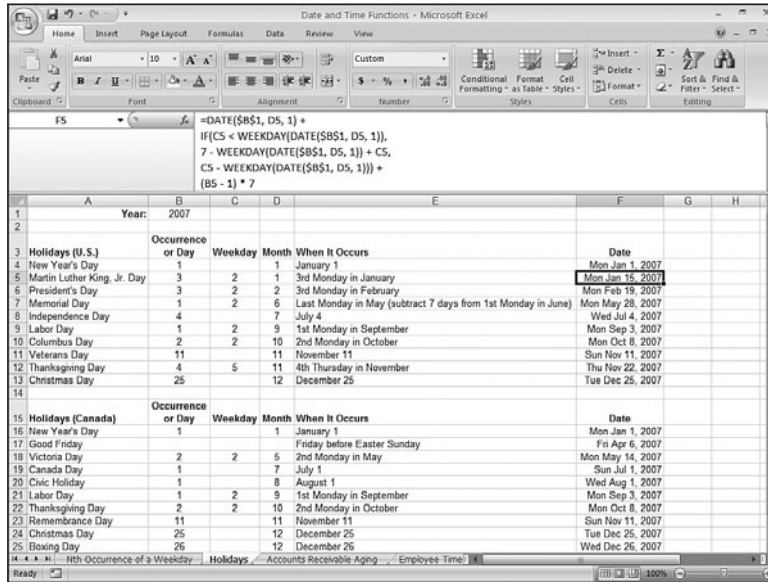 Date and Time Functions - Microsoft Excel
Home Insert Page Layout Formulas Data Review View
Paste
Arial 10 A A
B I U A
Custom
$ % ,
Conditional Formatting Format as Table Cell Styles
Insert
Delete
Format
Σ
Sort & Filter Find & Select
Clipboard Font Alignment Number Styles Cells Editing
F5 fx =DATE($B$1, D5, 1) +
IF(C5 < WEEKDAY(DATE($B$1, D5, 1)),
7 - WEEKDAY(DATE($B$1, D5, 1)) + C5,
C5 - WEEKDAY(DATE($B$1, D5, 1))) +
(B5 - 1) * 7
A B C D E F G H
1 Year: 2007
2
3 Holidays (U.S.) Occurrence or Day Weekday Month When It Occurs Date
4 New Year's Day 1 1 January 1 Mon Jan 1, 2007
5 Martin Luther King, Jr. Day 3 2 1 3rd Monday in January Mon Jan 15, 2007
6 President's Day 3 2 2 3rd Monday in February Mon Feb 19, 2007
7 Memorial Day 1 2 6 Last Monday in May (subtract 7 days from 1st Monday in June) Mon May 28, 2007
8 Independence Day 4 7 July 4 Wed Jul 4, 2007
9 Labor Day 1 2 9 1st Monday in September Mon Sep 3, 2007
10 Columbus Day 2 2 10 2nd Monday in October Mon Oct 8, 2007
11 Veterans Day 11 11 November 11 Sun Nov 11, 2007
12 Thanksgiving Day 4 5 11 4th Thursday in November Thu Nov 22, 2007
13 Christmas Day 25 12 December 25 Tue Dec 25, 2007
14
15 Holidays (Canada) Occurrence or Day Weekday Month When It Occurs Date
16 New Year's Day 1 1 January 1 Mon Jan 1, 2007
17 Good Friday Friday before Easter Sunday Fri Apr 6, 2007
18 Victoria Day 2 2 5 2nd Monday in May Mon May 14, 2007
19 Canada Day 1 7 July 1 Sun Jul 1, 2007
20 Civic Holiday 1 8 August 1 Wed Aug 1, 2007
21 Labor Day 1 2 9 1st Monday in September Mon Sep 3, 2007
22 Thanksgiving Day 2 2 10 2nd Monday in October Mon Oct 8, 2007
23 Remembrance Day 11 11 November 11 Sun Nov 11, 2007
24 Christmas Day 25 12 December 25 Tue Dec 25, 2007
25 Boxing Day 26 12 December 26 Wed Dec 26, 2007
Nth Occurrence of a Weekday Holidays Accounts Receivable Aging Employee Time
Ready 100%